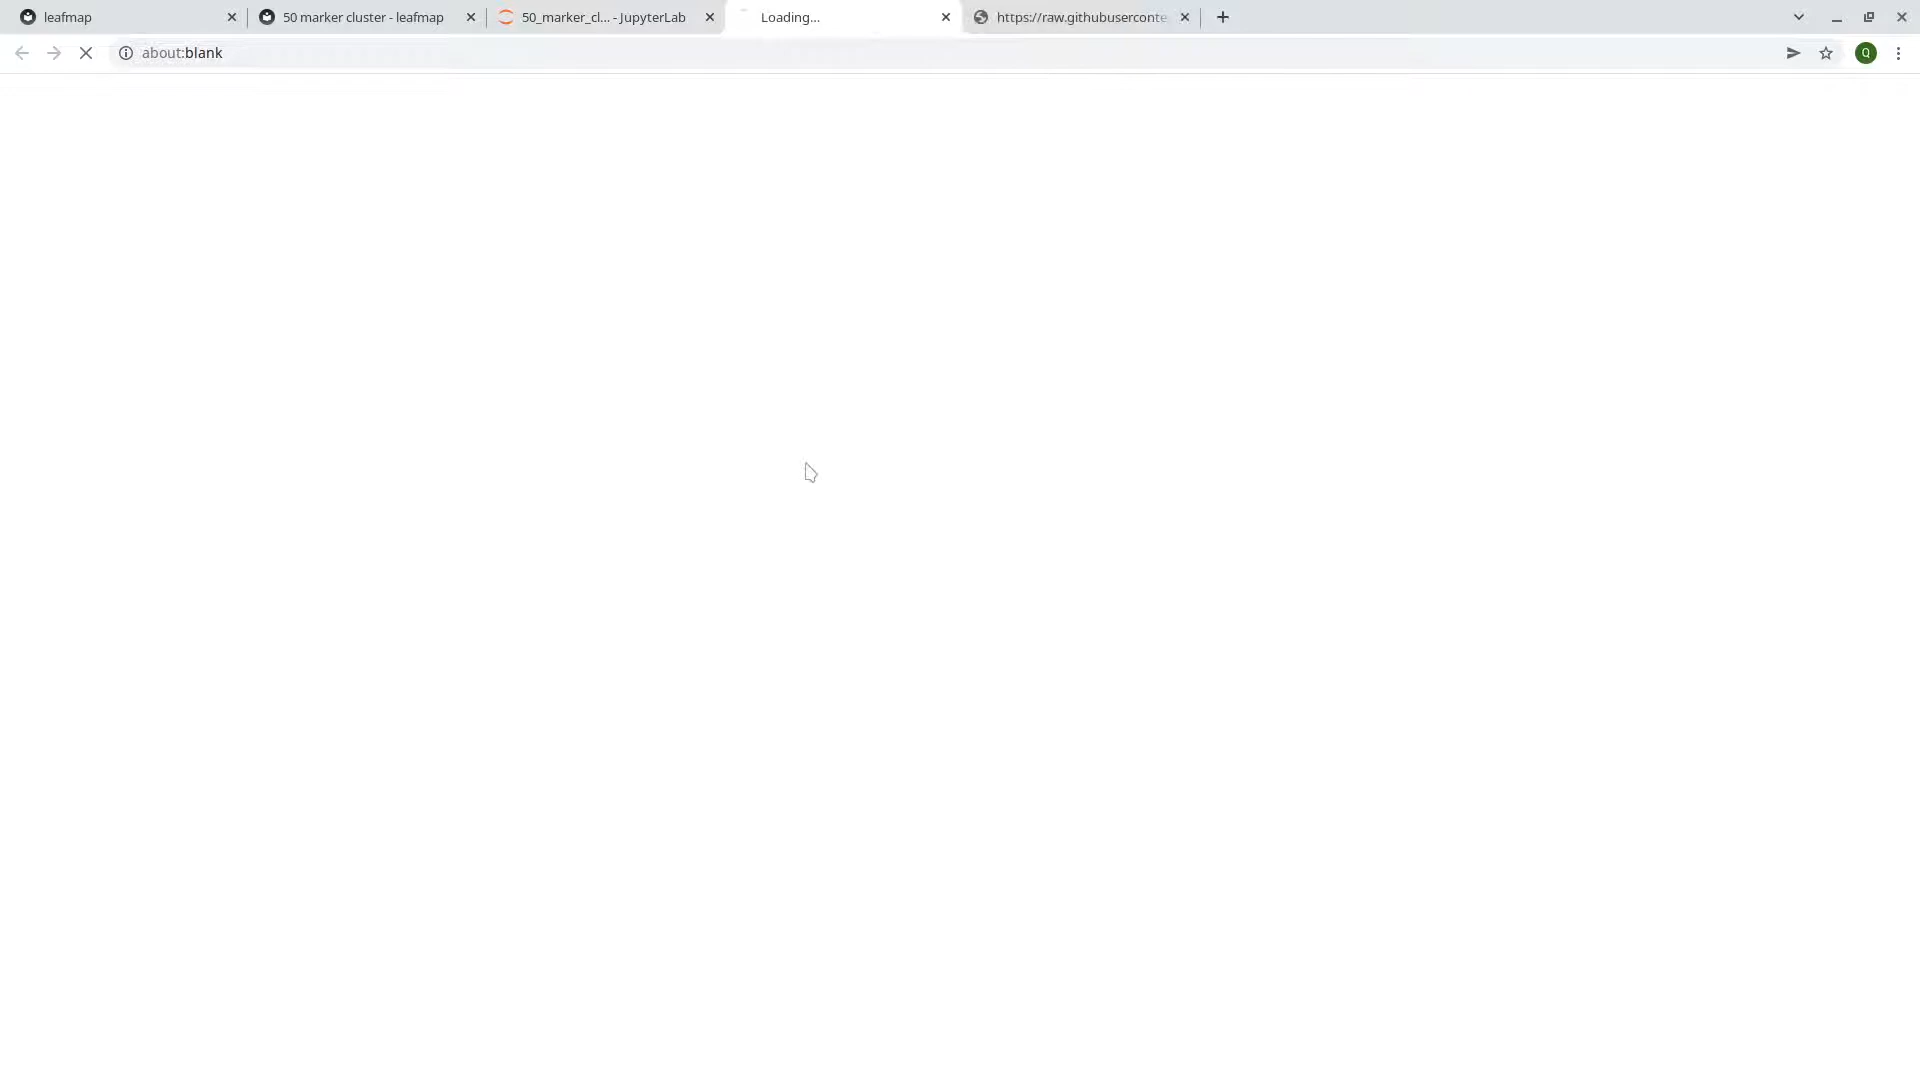 leafmap
50 marker cluster - leafmap
50_marker_cl... - JupyterLab
Loading...
https://raw.githubuserconte
about:blank
Q